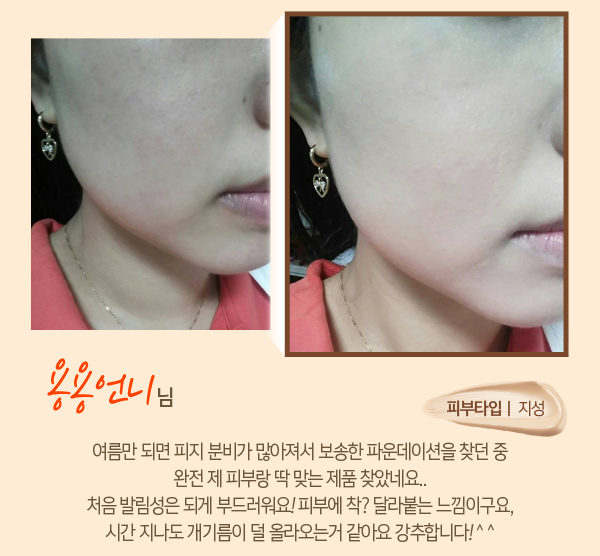 용용언니님
피부타입 | 지성
여름만 되면 피지 분비가 많아져서 보송한 파운데이션을 찾던 중
완전 제 피부랑 딱 맞는 제품 찾았네요..
처음 발림성은 되게 부드러워요! 피부에 착? 달라붙는 느낌이구요,
시간 지나도 개기름이 덜 올라오는거 같아요 강추합니다!^^